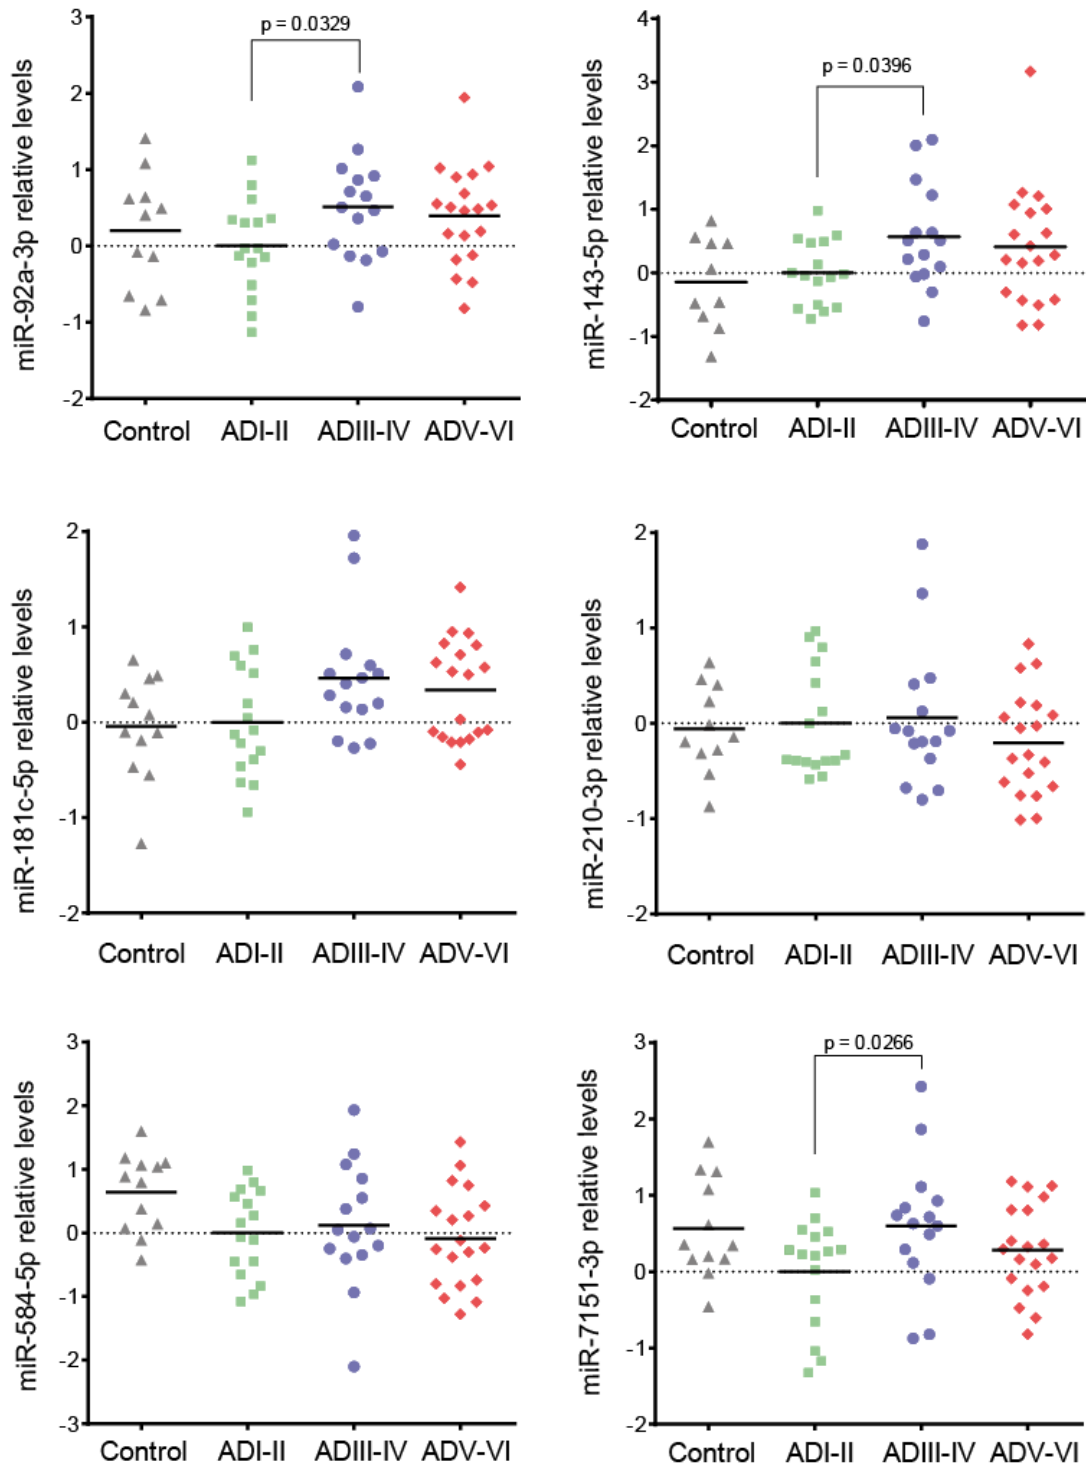 miR-92a-3p relative levels
p = 0.0329
3
2
1
0
-1
-2
Control ADI-II ADIII-IV ADV-VI
miR-143-5p relative levels
p = 0.0396
4
3
2
1
0
-1
-2
Control ADI-II ADIII-IV ADV-VI
miR-181c-5p relative levels
2
1
0
-1
-2
Control ADI-II ADIII-IV ADV-VI
miR-210-3p relative levels
2
1
0
-1
-2
Control ADI-II ADIII-IV ADV-VI
miR-584-5p relative levels
3
2
1
0
-1
-2
-3
Control ADI-II ADIII-IV ADV-VI
miR-7151-3p relative levels
p = 0.0266
3
2
1
0
-1
-2
Control ADI-II ADIII-IV ADV-VI